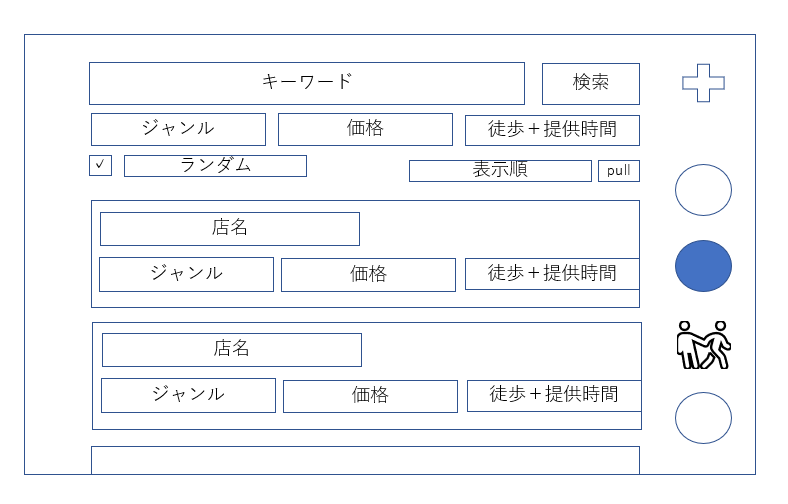 キーワード
検索
ジャンル
価格
徒歩＋提供時間
✓
ランダム
表示順
pull
店名
ジャンル
価格
徒歩＋提供時間
店名
ジャンル
価格
徒歩＋提供時間